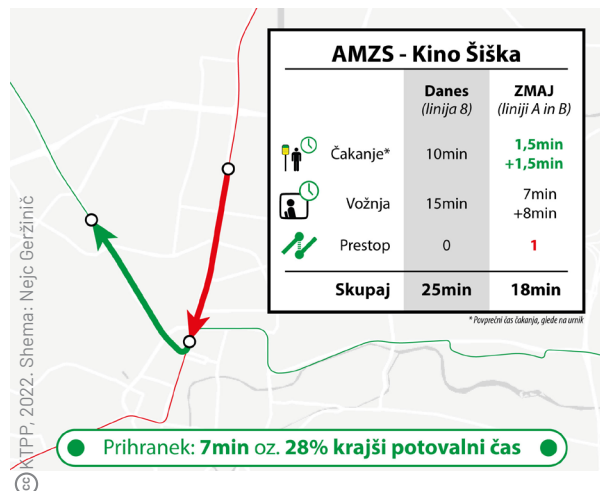 AMZS - Kino Šiška
Danes ZMAJ
(linija 8) (liniji A in B)
Čakanje* 10min 1,5min
+1,5min
Vožnja 15min 7min
+8min
Prestop 0 1
Skupaj 25min 18min
* Povprečni čas čakanja, glede na urnik
Prihranek: 7min oz. 28% krajši potovalni čas
cc KTPP, 2022. Shema: Nejc Geržinič